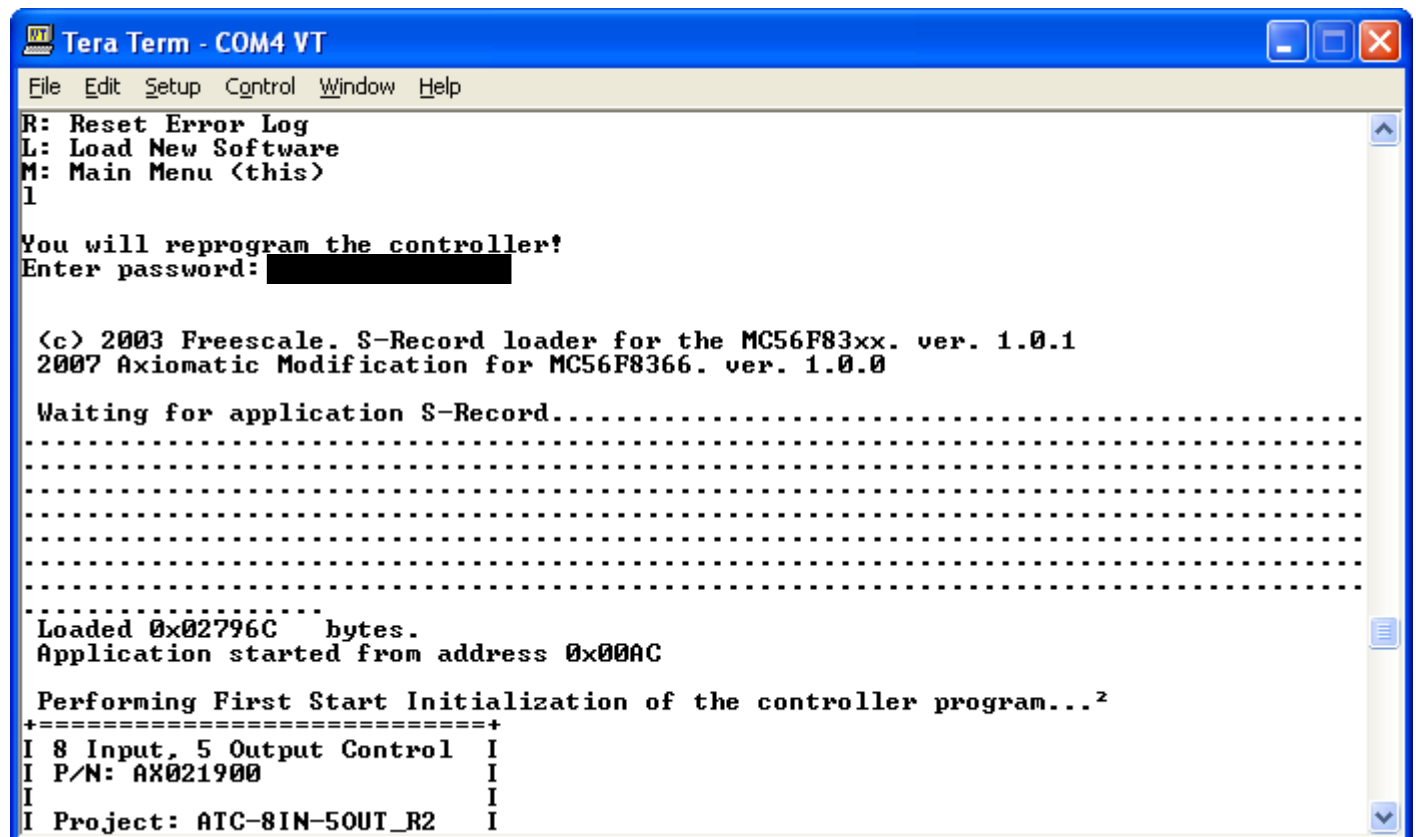 Tera Term - COM4 VT
File Edit Setup Control Window Help
R: Reset Error Log
L: Load New Software
M: Main Menu (this)
l
You will reprogram the controller!
Enter password:
(c) 2003 Freescale. S-Record loader for the MC56F83xx. ver. 1.0.1
2007 Axiomatic Modification for MC56F8366. ver. 1.0.0
Waiting for application S-Record...................................................
....................................................................................
....................................................................................
....................................................................................
....................................................................................
....................................................................................
....................................................................................
....................................................................................
...................
Loaded 0x02796C   bytes.
Application started from address 0x00AC
Performing First Start Initialization of the controller program...²
+============================+
I 8 Input, 5 Output Control  I
I P/N: AX021900              I
I                            I
I Project: ATC-8IN-5OUT_R2   I